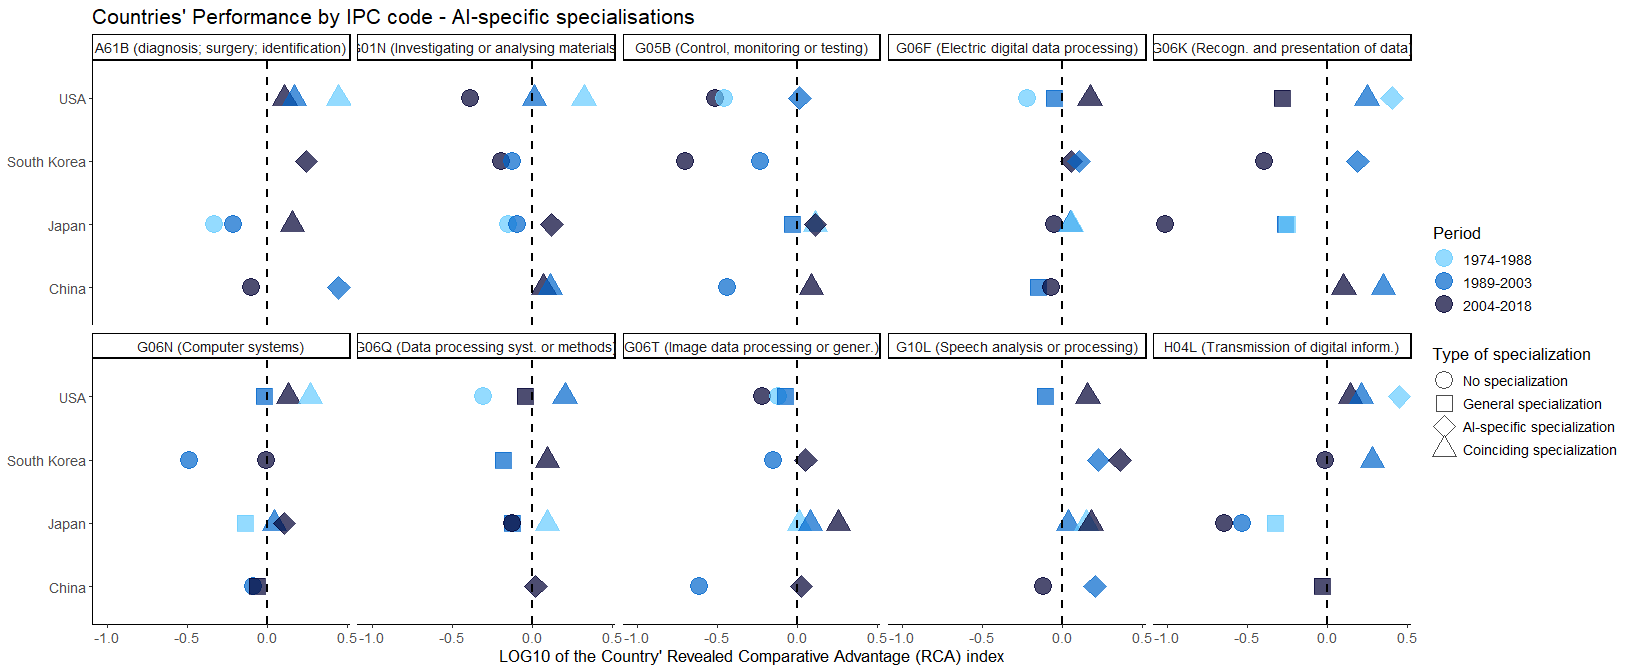 Countries' Performance by IPC code - AI-specific specialisations
A61B (diagnosis; surgery; identification)
G01N (Investigating or analysing materials
G05B (Control, monitoring or testing)
G06F (Electric digital data processing)
G06K (Recogn. and presentation of data)
USA
South Korea
Japan
China
G06N (Computer systems)
G06Q (Data processing syst. or methods)
G06T (Image data processing or gener.)
G10L (Speech analysis or processing)
H04L (Transmission of digital inform.)
USA
South Korea
Japan
China
-1.0 -0.5 0.0 0.5 -1.0 -0.5 0.0 0.5 -1.0 -0.5 0.0 0.5 -1.0 -0.5 0.0 0.5 -1.0 -0.5 0.0 0.5
LOG10 of the Country' Revealed Comparative Advantage (RCA) index
Period
1974-1988
1989-2003
2004-2018
Type of specialization
No specialization
General specialization
AI-specific specialization
Coinciding specialization